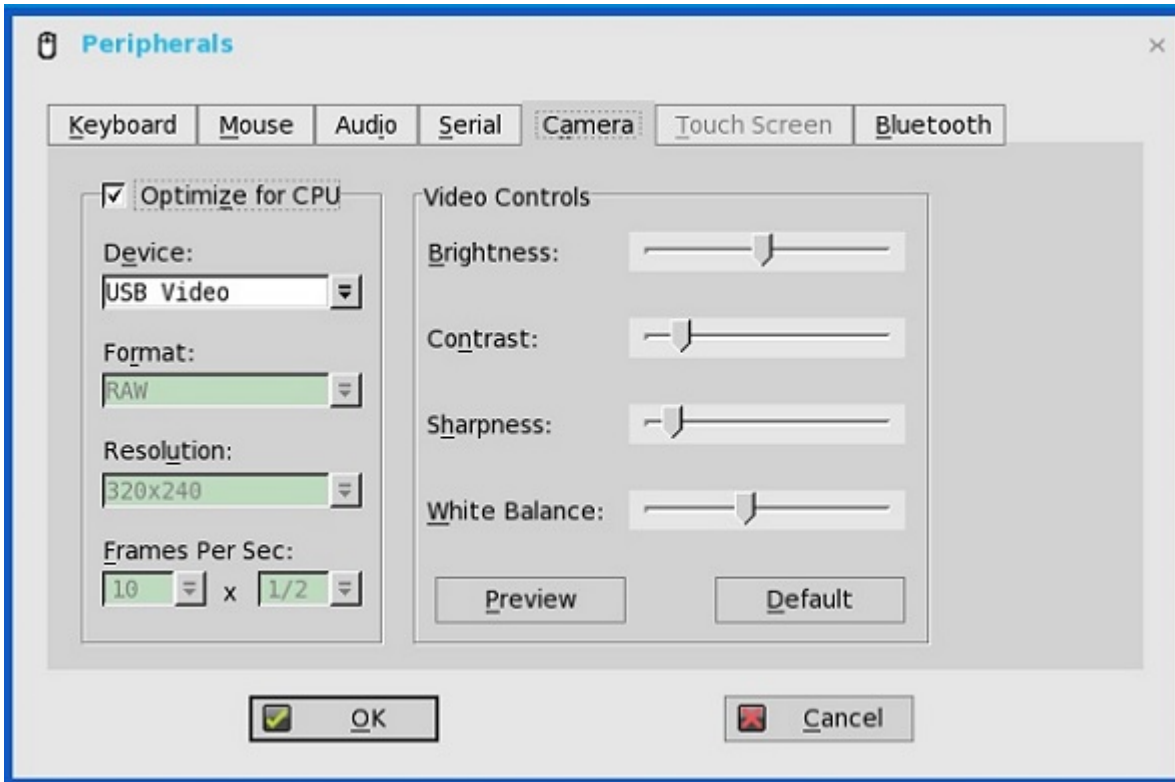 Peripherals
Keyboard Mouse Audio Serial Camera Touch Screen Bluetooth
Optimize for CPU
Device:
USB Video
Format:
RAW
Resolution:
320x240
Frames Per Sec:
10 x 1/2
Video Controls
Brightness:
Contrast:
Sharpness:
White Balance:
Preview Default
OK Cancel